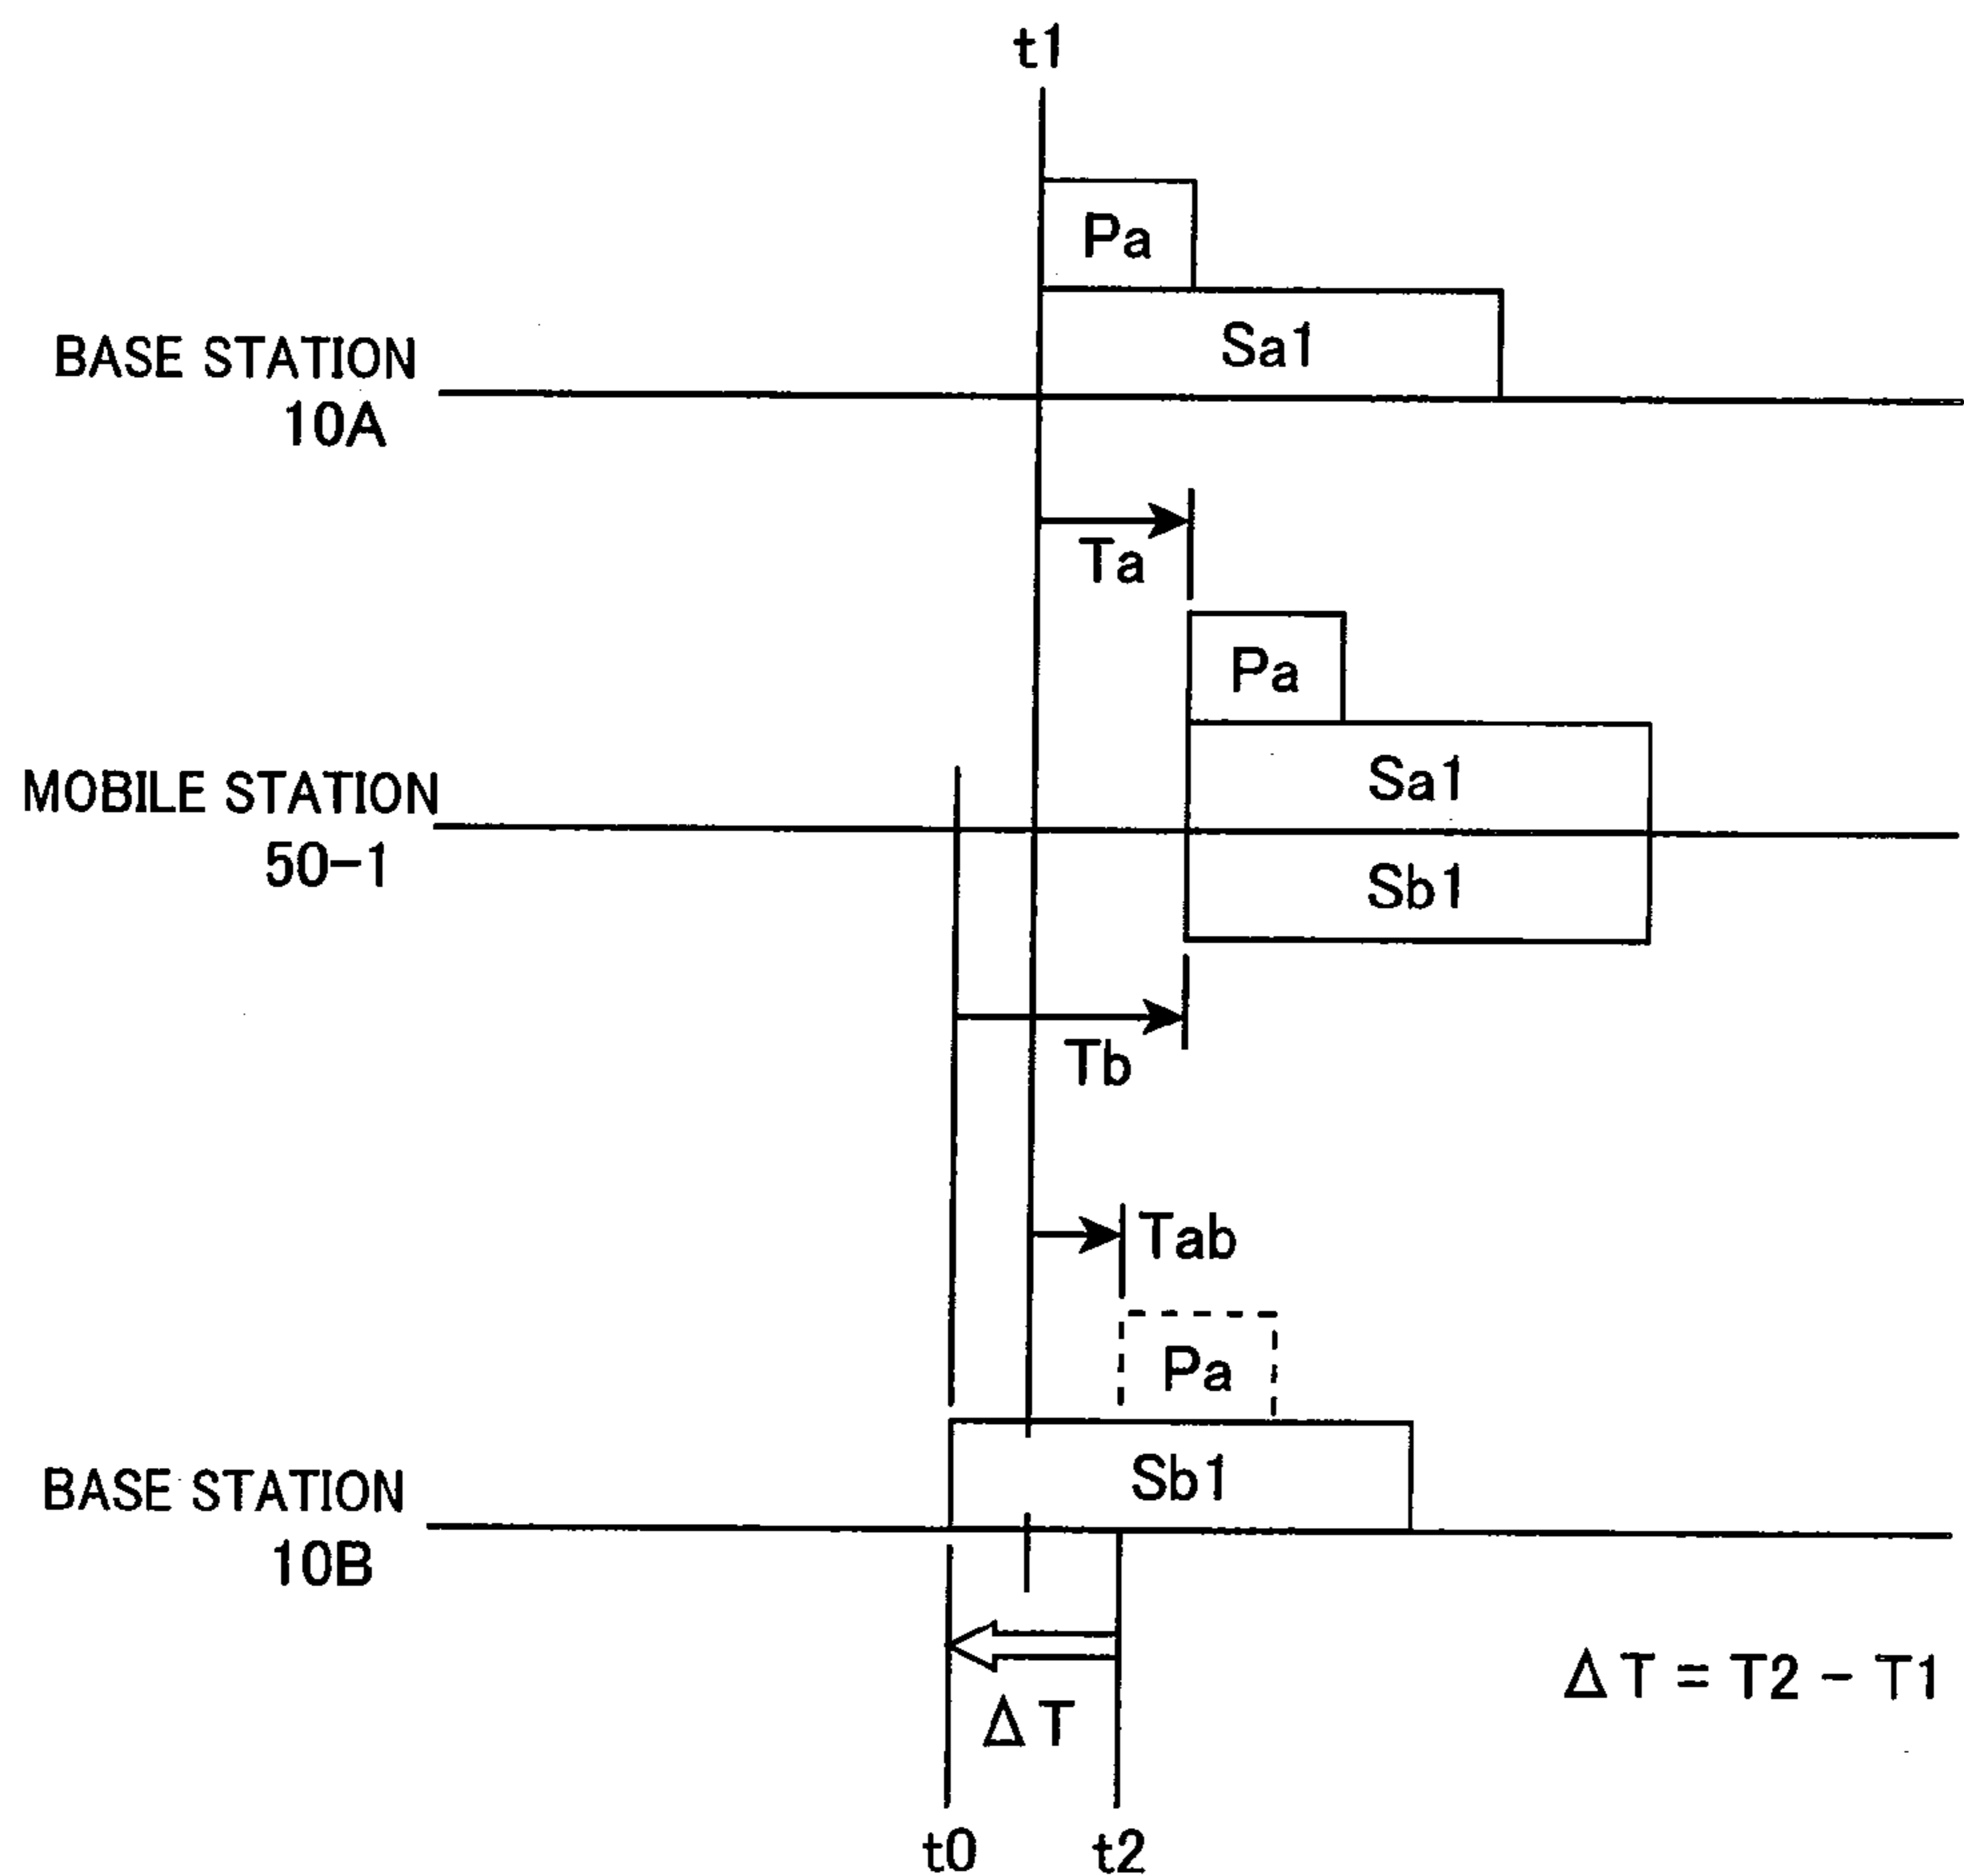 t1
Pa
Sa1
BASE STATION
10A
Ta
Pa
Sa1
MOBILE STATION
50-1
Sb1
Tb
Tab
Pa
Sb1
BASE STATION
10B
ΔT = T2 - T1
ΔT
t0
t2